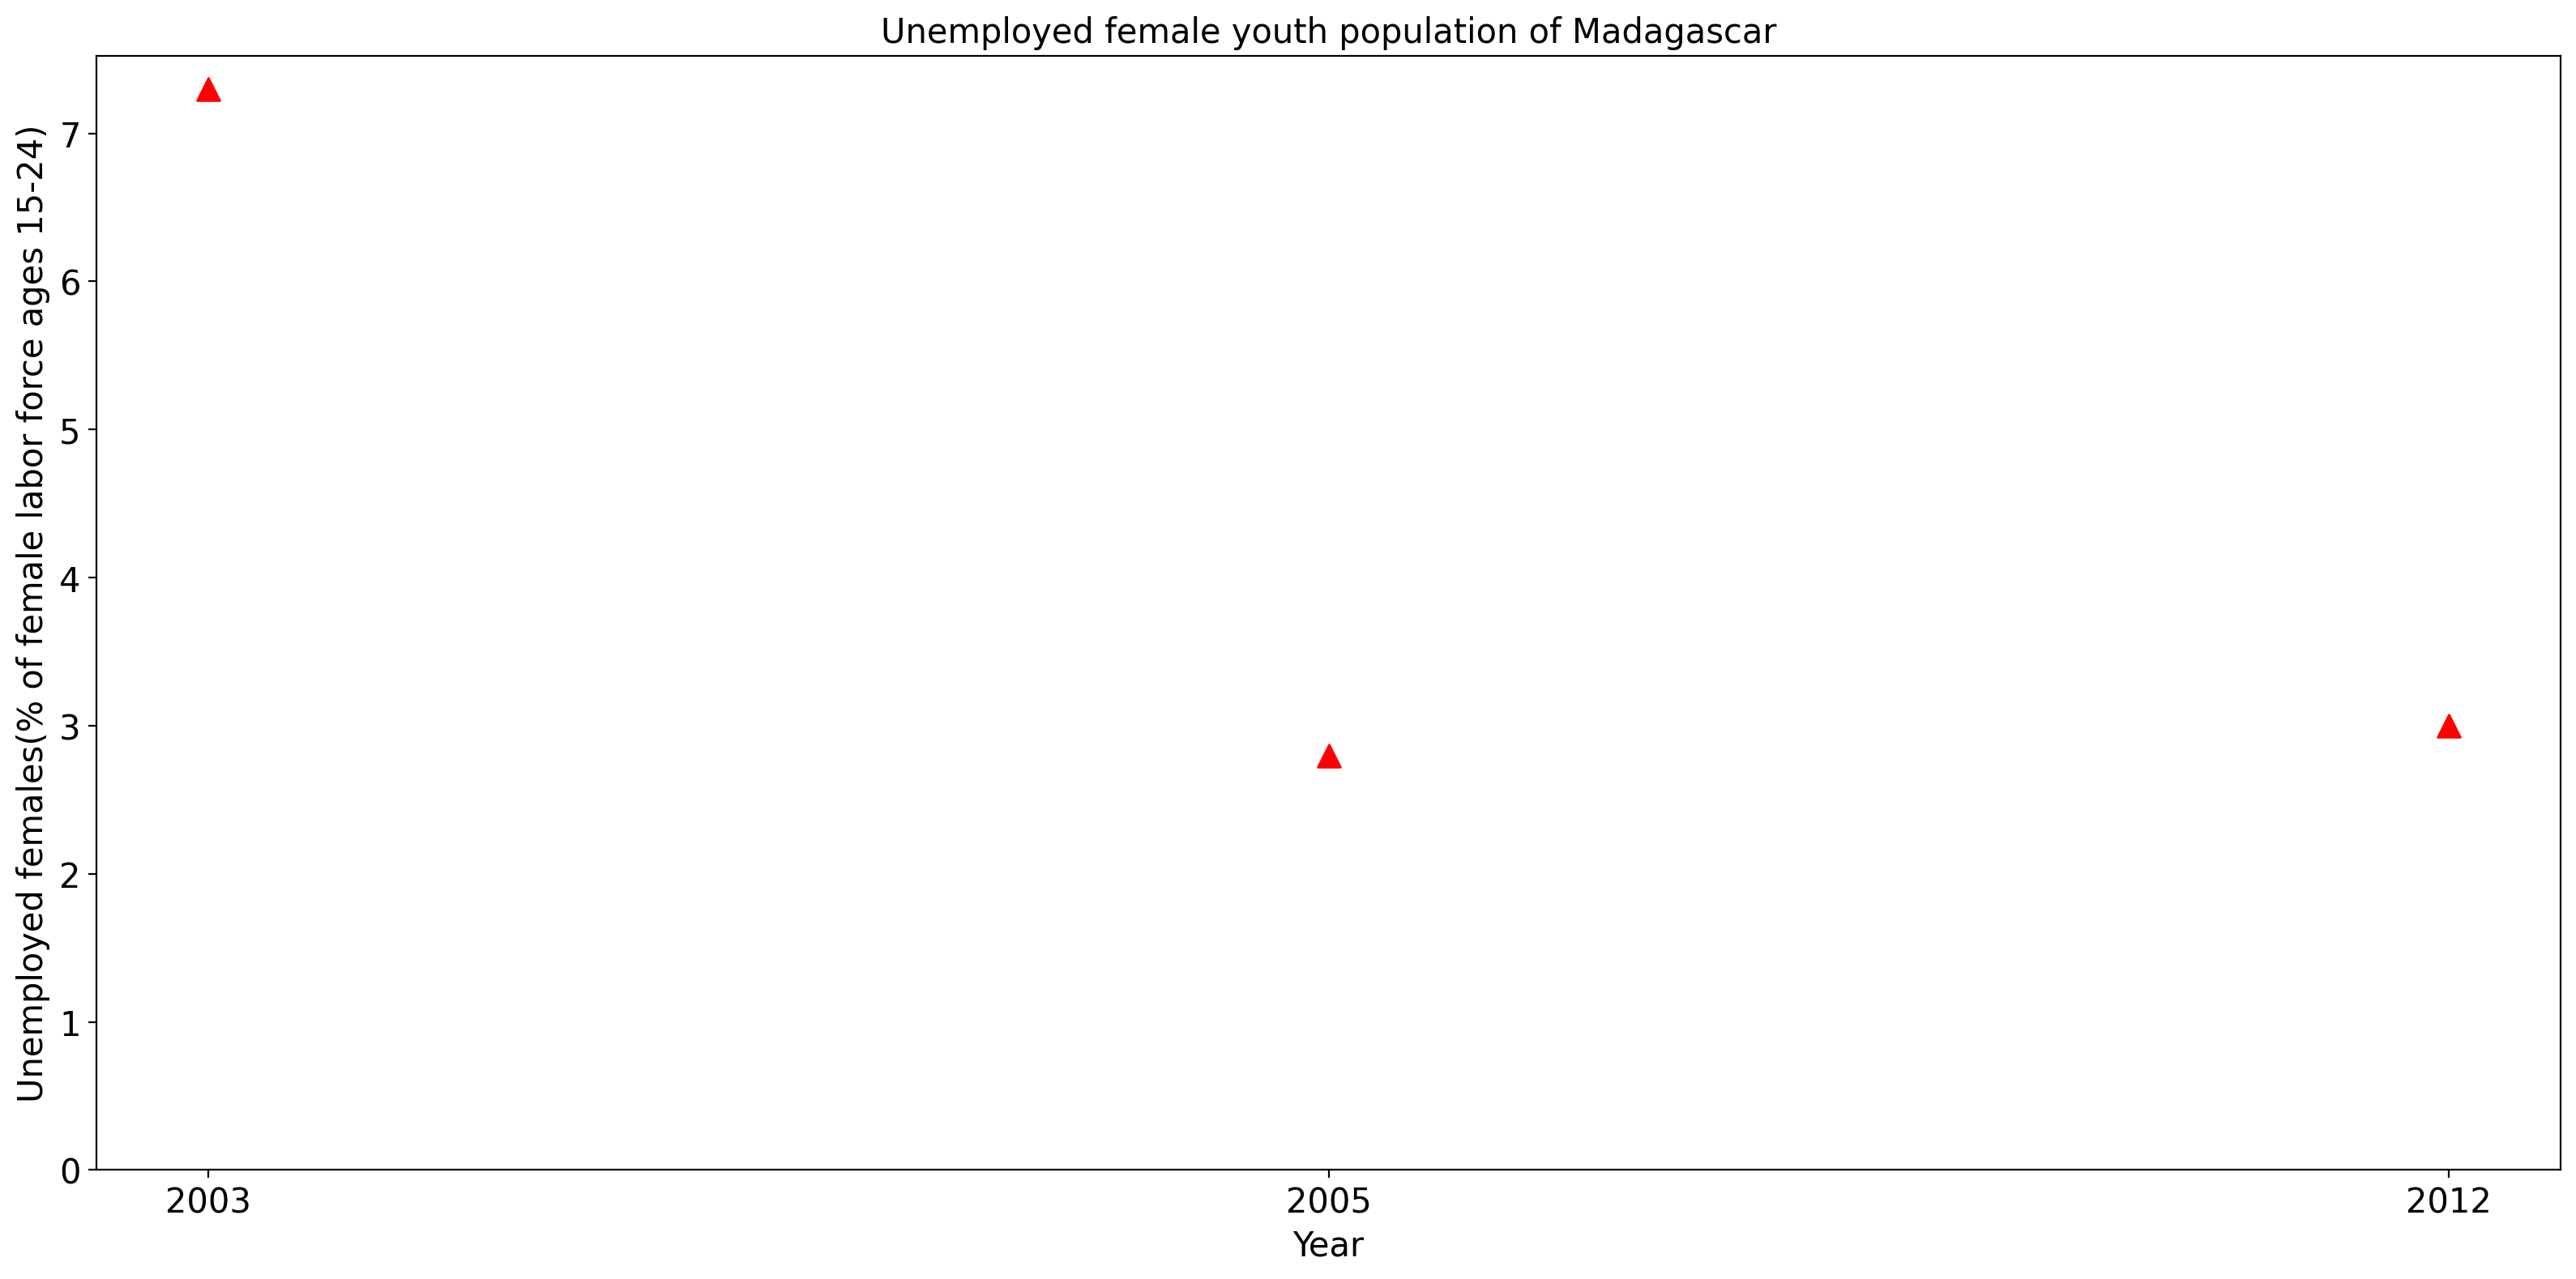 Unemployed female youth population of Madagascar
Unemployed females(% of female labor force ages 15-24)
7
6
5
4
3
2
1
0
2003 2005 2012
Year